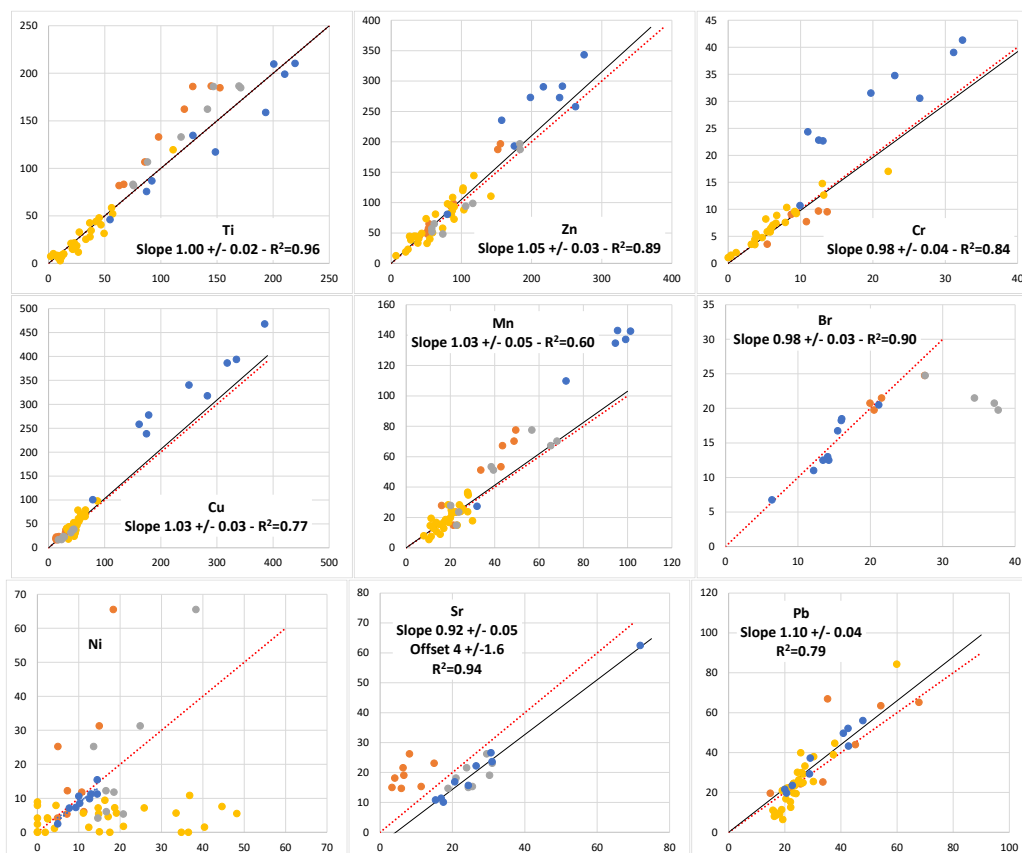 250
200
150
100
50
0
Ti
Slope 1.00 +/- 0.02 - R²=0.96
0 50 100 150 200 250
400
350
300
250
200
150
100
50
0
Zn
Slope 1.05 +/- 0.03 - R²=0.89
0 100 200 300 400
45
40
35
30
25
20
15
10
5
0
Cr
Slope 0.98 +/- 0.04 - R²=0.84
0 10 20 30 40
500
450
400
350
300
250
200
150
100
50
0
Cu
Slope 1.03 +/- 0.03 - R²=0.77
0 100 200 300 400 500
160
140
120
100
80
60
40
20
0
Mn
Slope 1.03 +/- 0.05 - R²=0.60
0 20 40 60 80 100 120
35
30
25
20
15
10
5
0
Br
Slope 0.98 +/- 0.03 - R²=0.90
0 10 20 30 40
70
60
50
40
30
20
10
0
Ni
0 10 20 30 40 50 60 70
80
70
60
50
40
30
20
10
0
Sr
Slope 0.92 +/- 0.05
Offset 4 +/-1.6
R²=0.94
0 20 40 60 80
120
100
80
60
40
20
0
Pb
Slope 1.10 +/- 0.04
R²=0.79
0 20 40 60 80 100